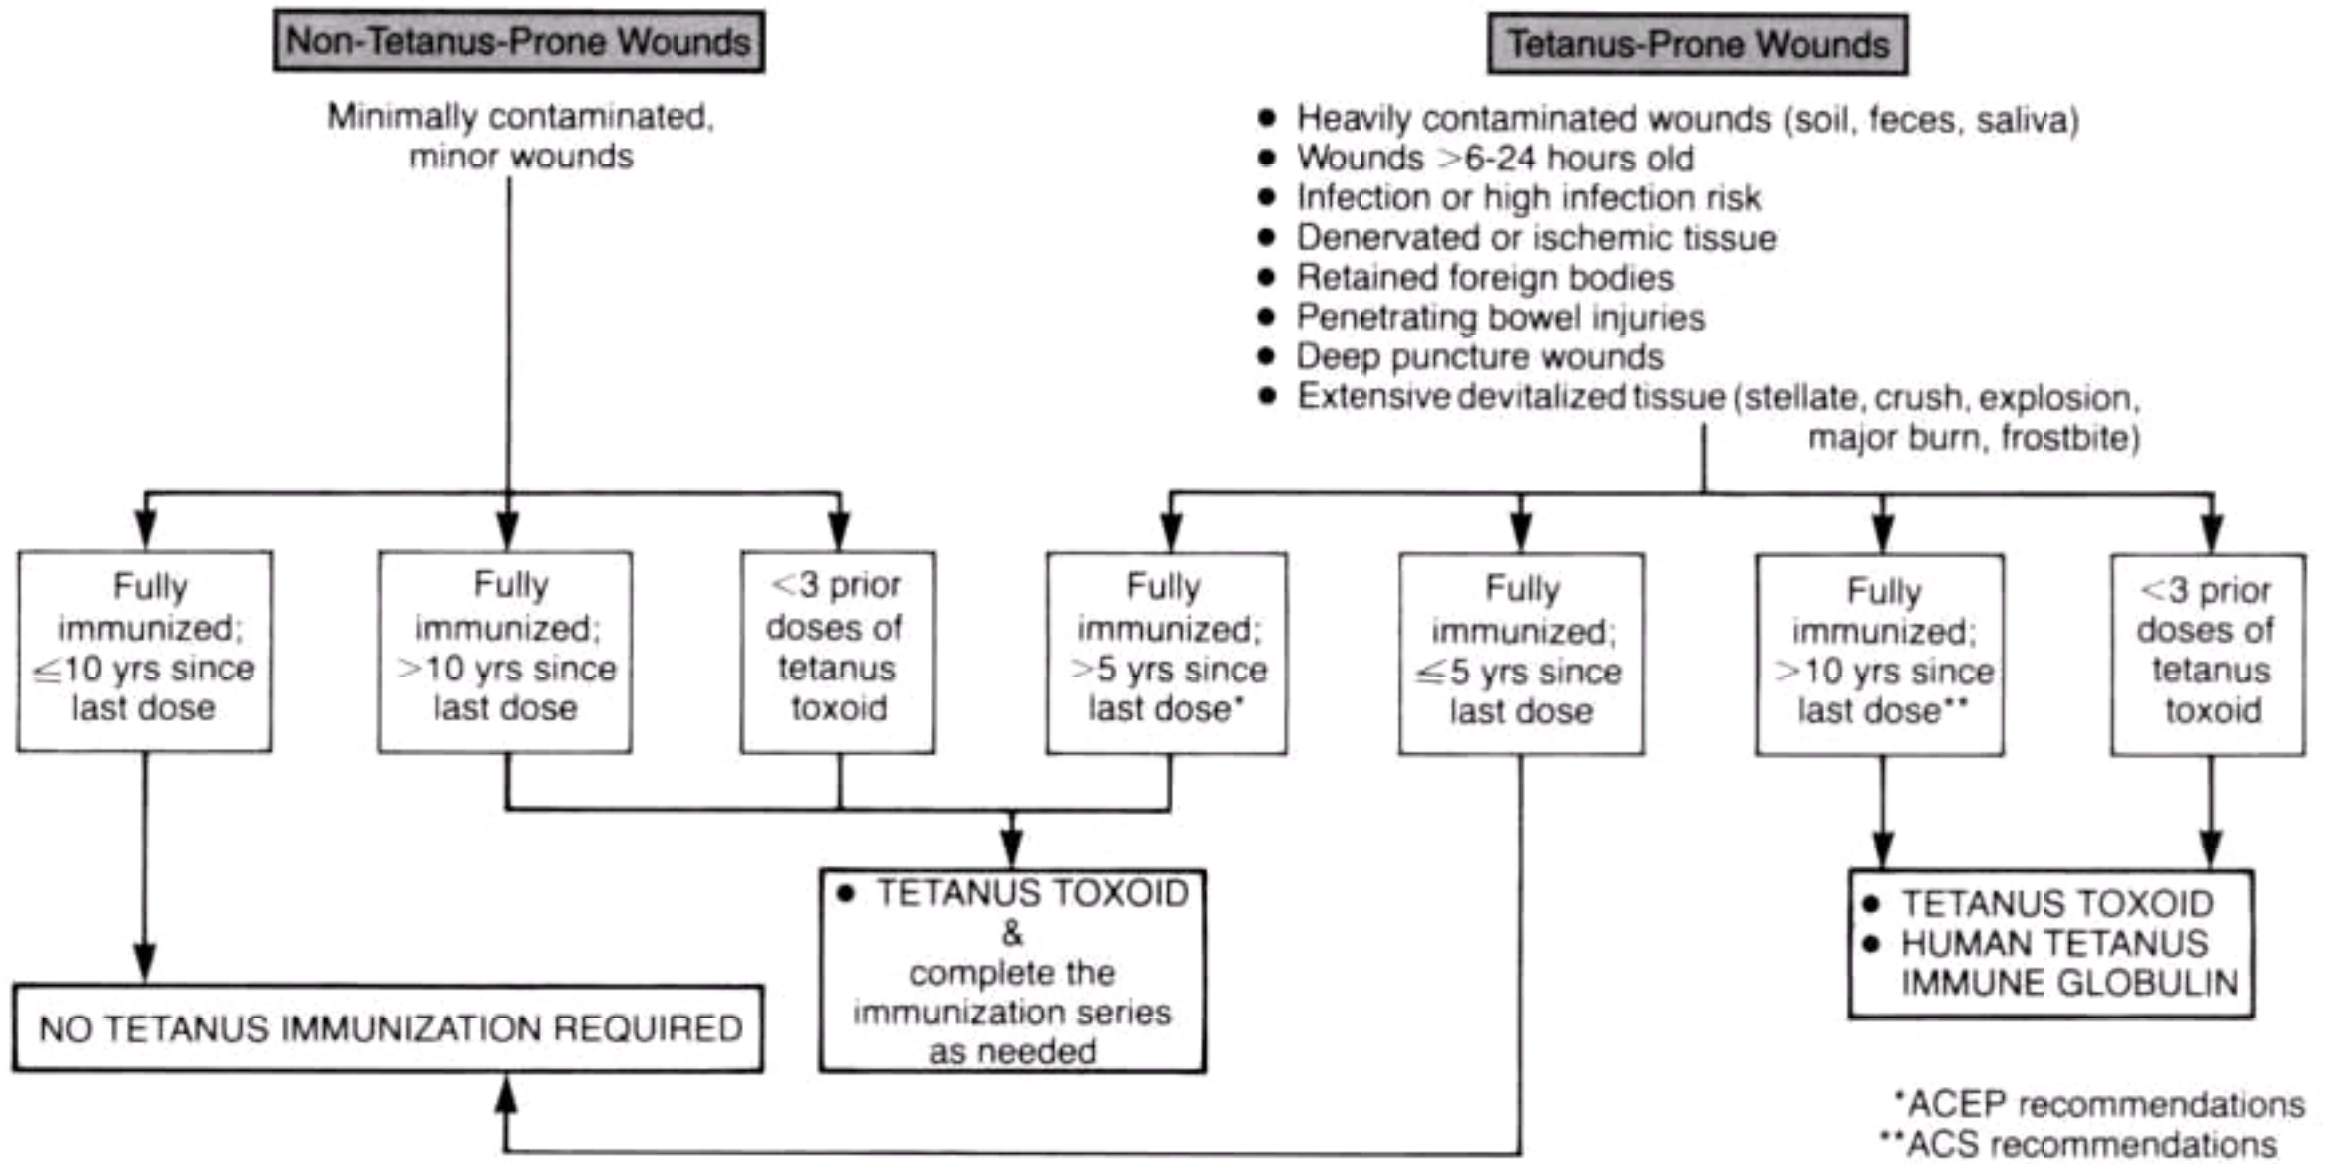 Non-Tetanus-Prone Wounds
Minimally contaminated,
minor wounds
Tetanus-Prone Wounds
● Heavily contaminated wounds (soil, feces, saliva)
● Wounds >6-24 hours old
● Infection or high infection risk
● Denervated or ischemic tissue
● Retained foreign bodies
● Penetrating bowel injuries
● Deep puncture wounds
● Extensive devitalized tissue (stellate, crush, explosion,
major burn, frostbite)
Fully
immunized;
≤10 yrs since
last dose
Fully
immunized;
>10 yrs since
last dose
<3 prior
doses of
tetanus
toxoid
Fully
immunized;
>5 yrs since
last dose*
Fully
immunized;
≤5 yrs since
last dose
Fully
immunized;
>10 yrs since
last dose**
<3 prior
doses of
tetanus
toxoid
NO TETANUS IMMUNIZATION REQUIRED
● TETANUS TOXOID
&
complete the
immunization series
as needed
● TETANUS TOXOID
● HUMAN TETANUS
IMMUNE GLOBULIN
*ACEP recommendations
**ACS recommendations